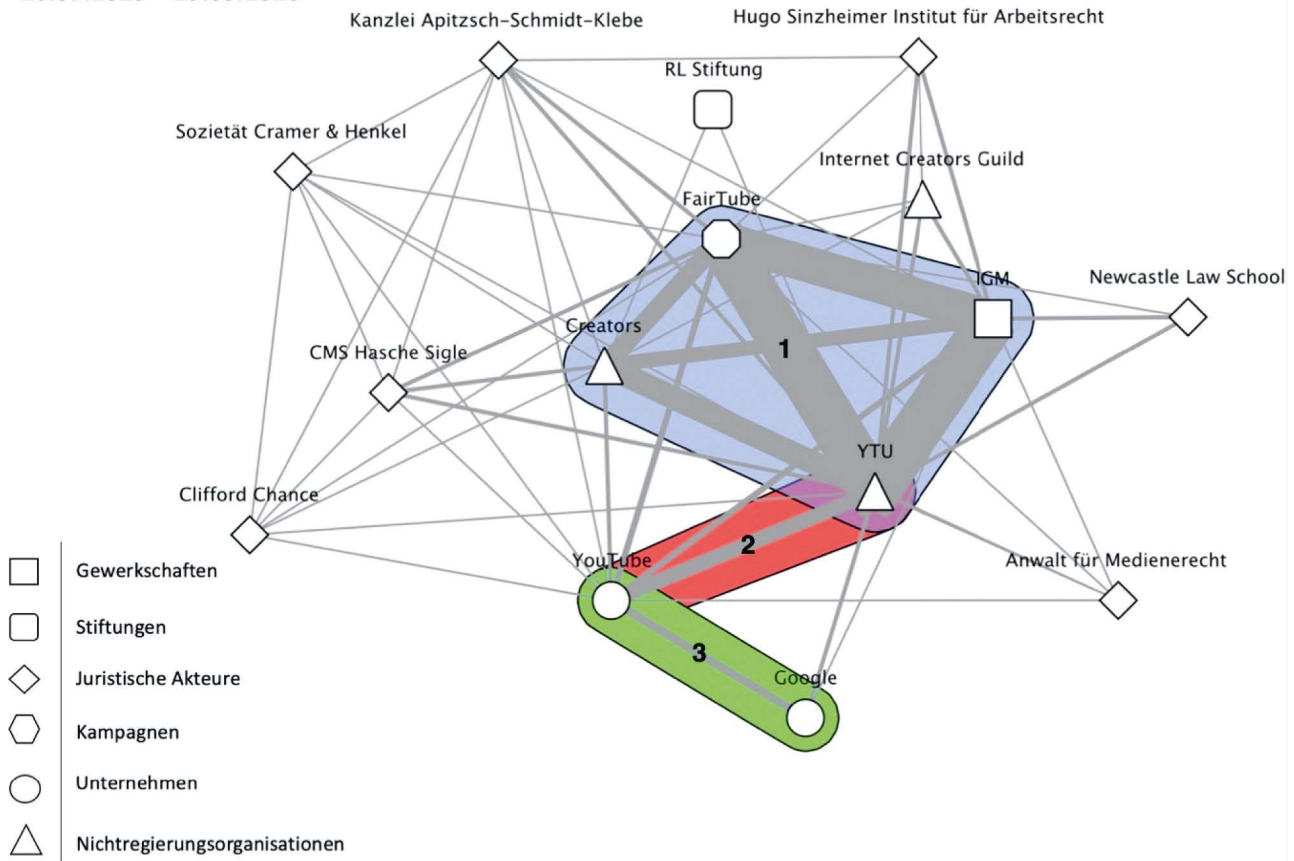 Kanzlei Apitzsch-Schmidt-Klebe
Hugo Sinzheimer Institut für Arbeitsrecht
RL Stiftung
Sozietät Cramer & Henkel
Internet Creators Guild
FairTube
IGM
Newcastle Law School
Creators
1
CMS Hasche Sigle
YTU
Clifford Chance
2
YouTube
Anwalt für Medienerecht
3
Google
Gewerkschaften
Stiftungen
Juristische Akteure
Kampagnen
Unternehmen
Nichtregierungsorganisationen